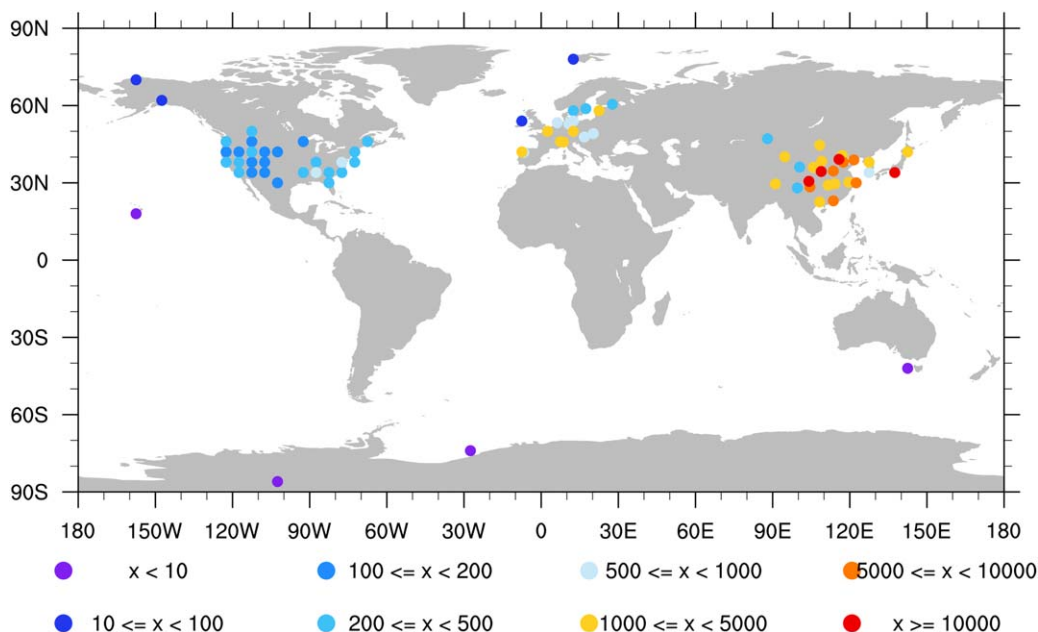 90N
60N
30N
0
30S
60S
90S
180 150W 120W 90W 60W 30W 0 30E 60E 90E 120E 150E 180
x < 10 100 <= x < 200 500 <= x < 1000 5000 <= x < 10000
10 <= x < 100 200 <= x < 500 1000 <= x < 5000 x >= 10000